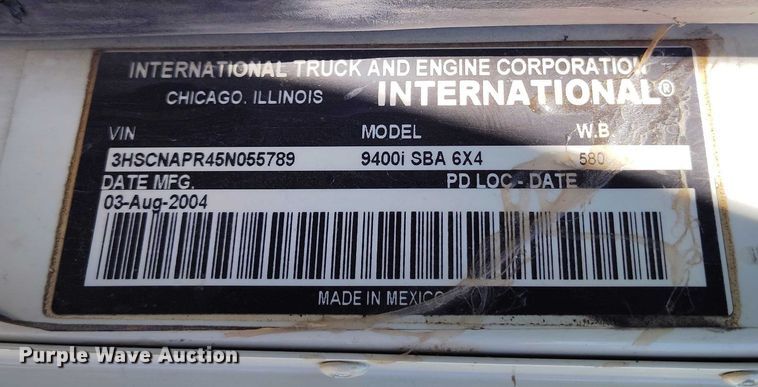 INTERNATIONAL TRUCK AND ENGINE CORPORATION
CHICAGO, ILLINOIS INTERNATIONAL®
VIN MODEL W.B.
3HSCNAPR45N055789 9400i SBA 6X4 580
DATE MFG. PD LOC - DATE
03-Aug-2004
MADE IN MEXICO
Purple Wave Auction